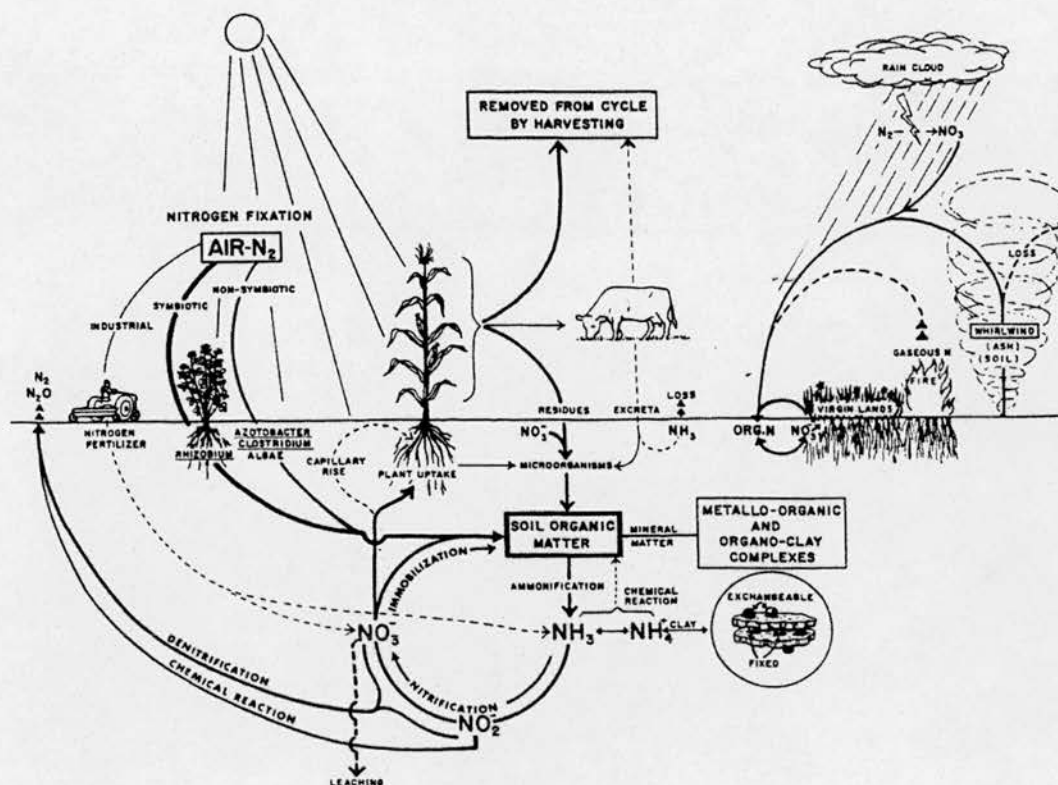 RAIN CLOUD
N₂ → NO₃
REMOVED FROM CYCLE
BY HARVESTING
NITROGEN FIXATION
AIR-N₂
SYMBIOTIC
NON-SYMBIOTIC
INDUSTRIAL
LOSS
WHIRLWIND
(ASH)
(SOIL)
GASEOUS N
FIRE
VIRGIN LANDS
N₂
N₂O
NITROGEN
FERTILIZER
RHIZOBIUM
AZOTOBACTER
CLOSTRIDIUM
ALBAE
CAPILLARY
RISE
PLANT UPTAKE
RESIDUES
NO₃⁻
MICROORGANISMS
EXCRETA
LOSS
NH₃
ORG.N
NO₃⁻
SOIL ORGANIC
MATTER
MINERAL
MATTER
METALLO-ORGANIC
AND
ORGANO-CLAY
COMPLEXES
IMMOBILIZATION
AMMONIFICATION
CHEMICAL
REACTION
EXCHANGEABLE
FIXED
NO₃⁻
NH₃
NH₄⁺
CLAY
DENITRIFICATION
CHEMICAL REACTION
NITRIFICATION
NO₂⁻
LEACHING